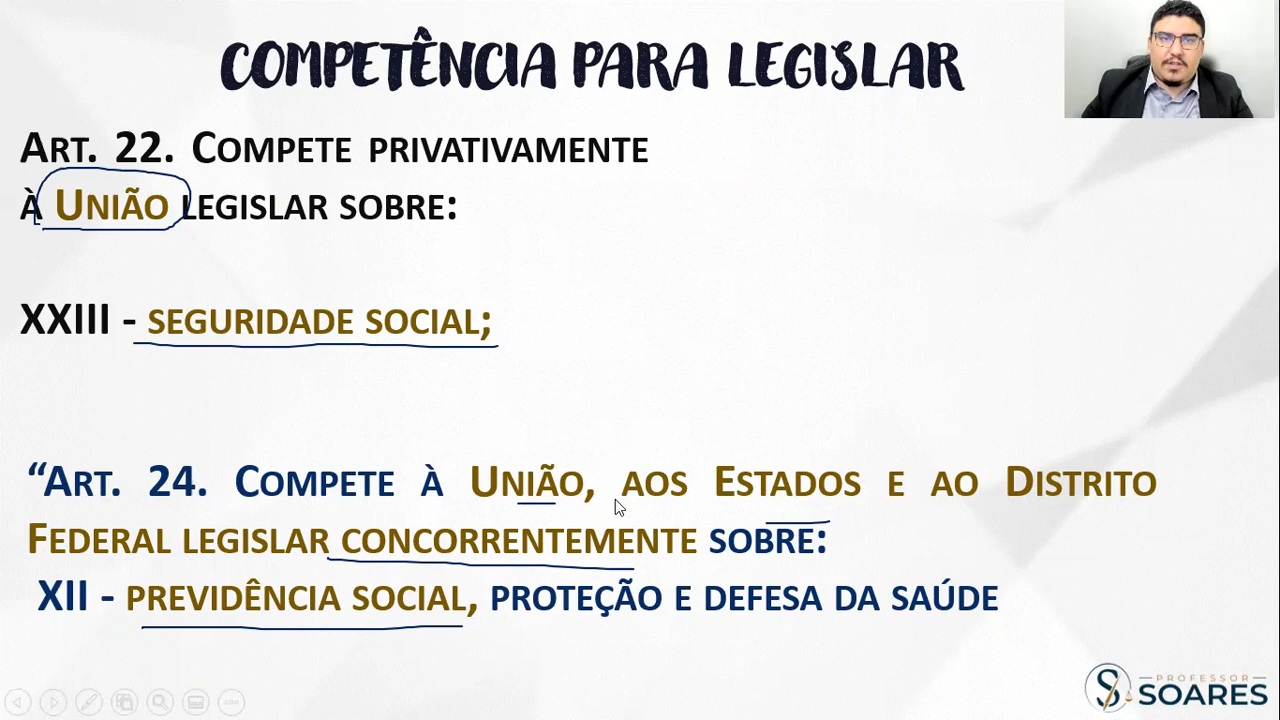 COMPETÊNCIA PARA LEGISLAR
ART. 22. COMPETE PRIVATIVAMENTE
À UNIÃO LEGISLAR SOBRE:
XXIII - SEGURIDADE SOCIAL;
“ART. 24. COMPETE À UNIÃO, AOS ESTADOS E AO DISTRITO
FEDERAL LEGISLAR CONCORRENTEMENTE SOBRE:
XII - PREVIDÊNCIA SOCIAL, PROTEÇÃO E DEFESA DA SAÚDE
PROFESSOR
SOARES